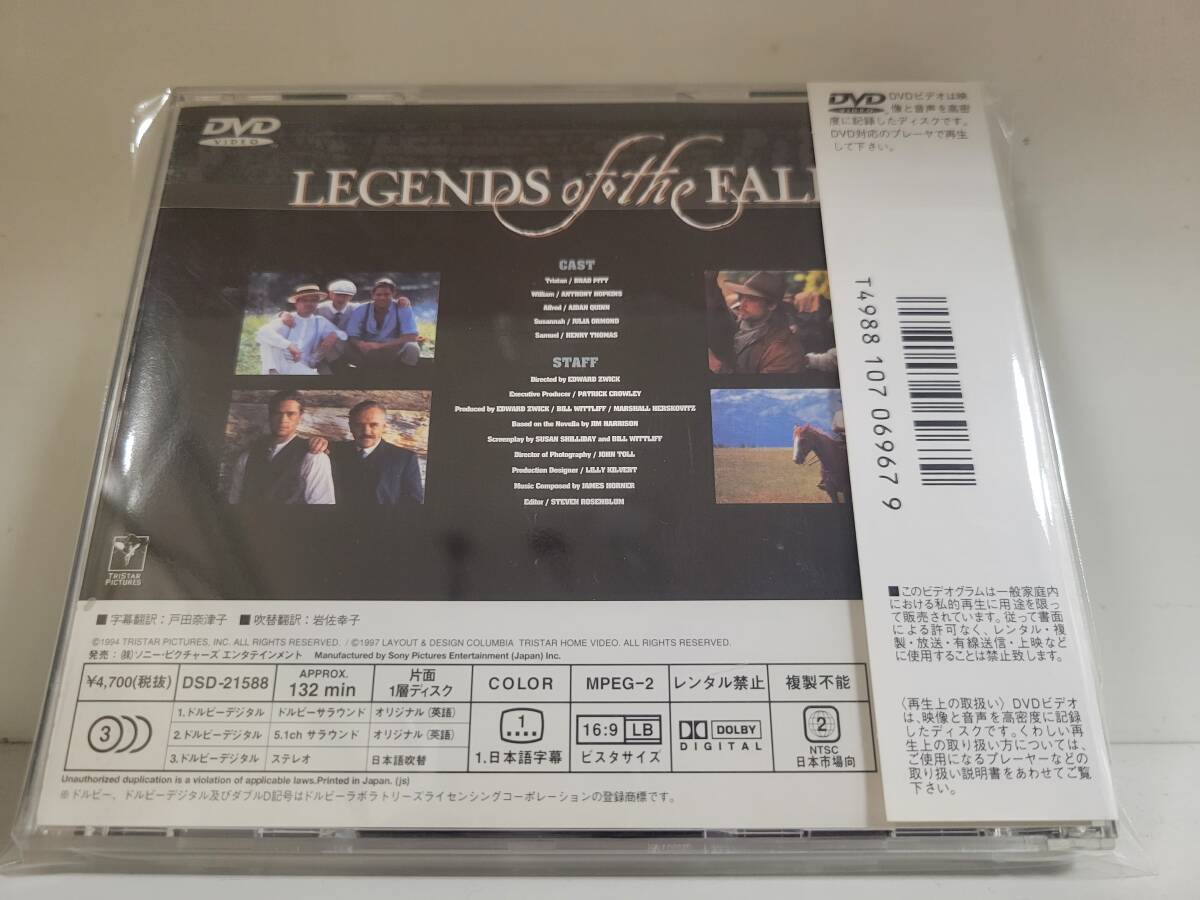 DVD
VIDEO
LEGENDS of the FALL
CAST
Tristan / BRAD PITT
William / ANTHONY HOPKINS
Alfred / AIDAN QUINN
Susannah / JULIA ORMOND
Samuel / HENRY THOMAS
STAFF
Directed by EDWARD ZWICK
Executive Producer / PATRICK CROWLEY
Produced by EDWARD ZWICK / BILL WITTLIFF / MARSHALL HERSKOVITZ
Based on the Novella by JIM HARRISON
Screenplay by SUSAN SHILLIDAY and BILL WITTLIFF
Director of Photography / JOHN TOLL
Production Designer / LILLY KILVERT
Music Composed by JAMES HORNER
Editor / STEVEN ROSENBLUM
TRISTAR
PICTURES
■字幕翻訳：戸田奈津子 ■吹替翻訳：岩佐幸子
©1994 TRISTAR PICTURES, INC. ALL RIGHTS RESERVED. / ©1997 LAYOUT & DESIGN COLUMBIA TRISTAR HOME VIDEO. ALL RIGHTS RESERVED.
発売：㈱ソニー・ピクチャーズ エンタテインメント Manufactured by Sony Pictures Entertainment (Japan) Inc.
¥4,700(税抜) DSD-21588 APPROX. 132 min 片面 1層ディスク COLOR MPEG-2 レンタル禁止 複製不能
3 1.ドルビーデジタル ドルビーサラウンド オリジナル(英語)
2.ドルビーデジタル 5.1ch サラウンド オリジナル(英語)
3.ドルビーデジタル ステレオ 日本語吹替
1
1.日本語字幕
16:9 LB
ビスタサイズ
DOLBY
DIGITAL
2
NTSC
日本市場向
Unauthorized duplication is a violation of applicable laws.Printed in Japan. (js)
※ドルビー、ドルビーデジタル及びダブルD記号はドルビーラボラトリーズライセンシングコーポレーションの登録商標です。
DVD VIDEO DVDビデオは映
像と音声を高密
度に記録したディスクです。
DVD対応のプレーヤで再生
して下さい。
T4988 107 06967 9
■このビデオグラムは一般家庭内
における私的再生に用途を限っ
て販売されています。従って書面
による許可なく、レンタル・複
製・放送・有線送信・上映など
に使用することは禁止致します。
〈再生上の取扱い〉DVDビデオ
は、映像と音声を高密度に記録
したディスクです。くわしい再
生上の取り扱い方については、
ご使用になるプレーヤーなどの
取り扱い説明書をあわせてご覧
下さい。